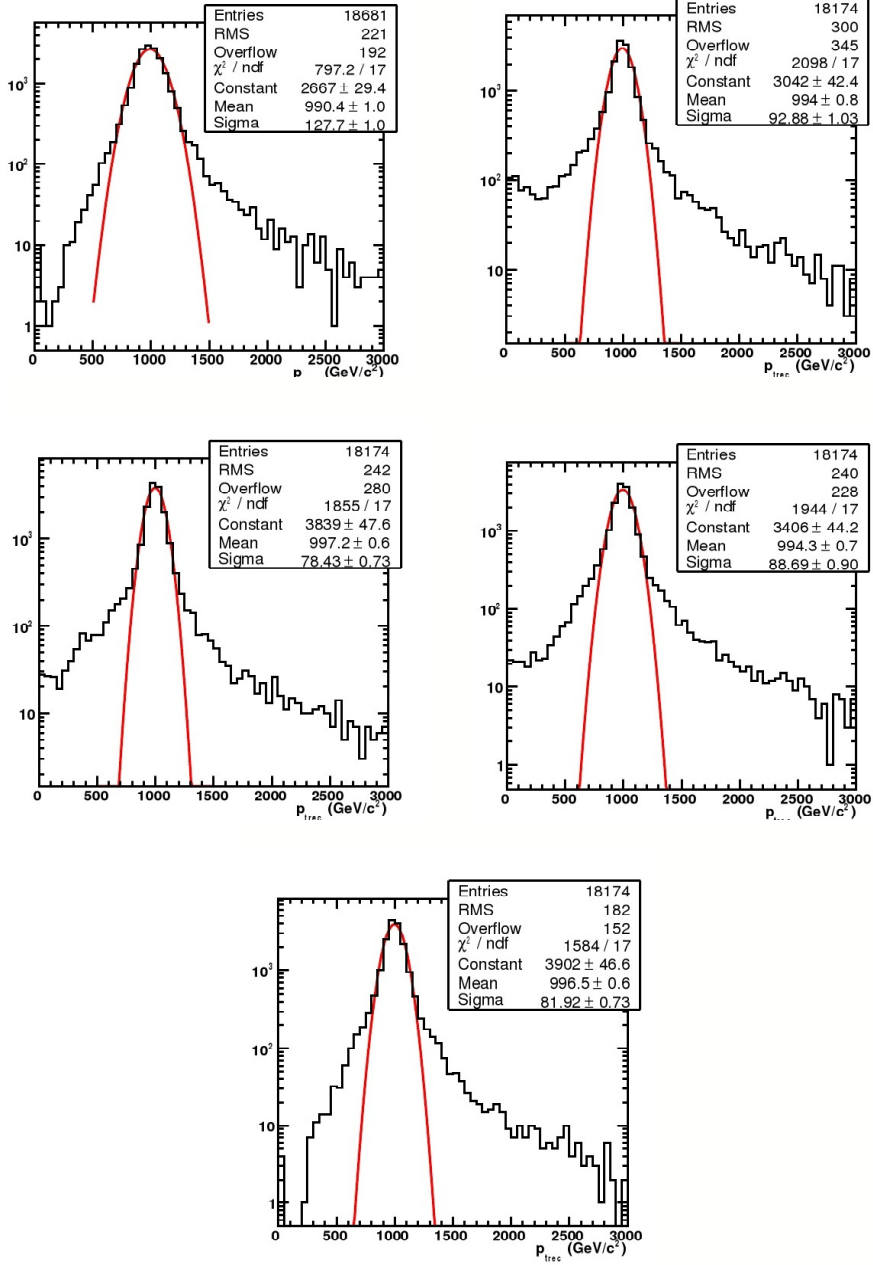 Entries 18681
RMS 221
Overflow 192
χ² / ndf 797.2 / 17
Constant 2667 ± 29.4
Mean 990.4 ± 1.0
Sigma 127.7 ± 1.0
10³
10²
10
1
0 500 1000 1500 2000 2500 3000
p (GeV/c²)
Entries 18174
RMS 300
Overflow 345
χ² / ndf 2098 / 17
Constant 3042 ± 42.4
Mean 994 ± 0.8
Sigma 92.88 ± 1.03
10³
10²
10
0 500 1000 1500 2000 2500 3000
p trec (GeV/c²)
Entries 18174
RMS 242
Overflow 280
χ² / ndf 1855 / 17
Constant 3839 ± 47.6
Mean 997.2 ± 0.6
Sigma 78.43 ± 0.73
10³
10²
10
0 500 1000 1500 2000 2500 3000
p trec (GeV/c²)
Entries 18174
RMS 240
Overflow 228
χ² / ndf 1944 / 17
Constant 3406 ± 44.2
Mean 994.3 ± 0.7
Sigma 88.69 ± 0.90
10³
10²
10
1
0 500 1000 1500 2000 2500 3000
p trec (GeV/c²)
Entries 18174
RMS 182
Overflow 152
χ² / ndf 1584 / 17
Constant 3902 ± 46.6
Mean 996.5 ± 0.6
Sigma 81.92 ± 0.73
10³
10²
10
1
0 500 1000 1500 2000 2500 3000
p trec (GeV/c²)